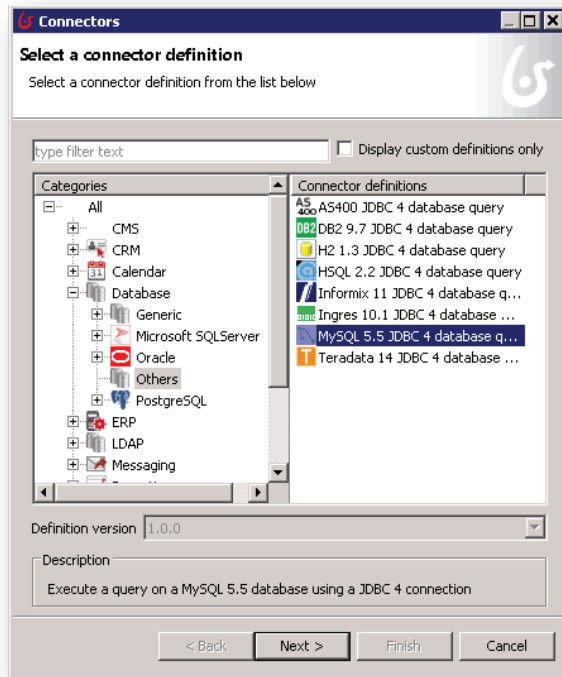 Connectors
Select a connector definition
Select a connector definition from the list below
type filter text
Display custom definitions only
Categories
All
CMS
CRM
31
Calendar
Database
Generic
Microsoft SQLServer
Oracle
Others
PostgreSQL
ERP
LDAP
Messaging
Connector definitions
AS400 AS400 JDBC 4 database query
DB2 DB2 9.7 JDBC 4 database query
H2 1.3 JDBC 4 database query
HSQL 2.2 JDBC 4 database query
Informix 11 JDBC 4 database q...
Ingres 10.1 JDBC 4 database ...
MySQL 5.5 JDBC 4 database q...
T Teradata 14 JDBC 4 database ...
Definition version 1.0.0
Description
Execute a query on a MySQL 5.5 database using a JDBC 4 connection
< Back Next > Finish Cancel